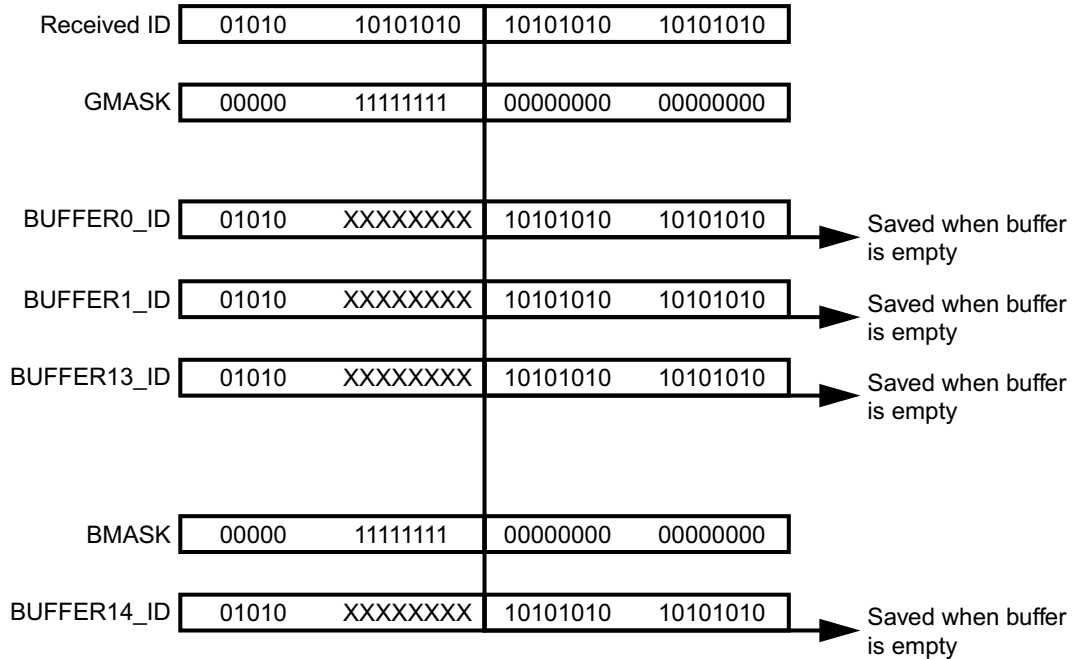 Received ID 01010 10101010 10101010 10101010
GMASK 00000 11111111 00000000 00000000
BUFFER0_ID 01010 XXXXXXXX 10101010 10101010
Saved when buffer
is empty
BUFFER1_ID 01010 XXXXXXXX 10101010 10101010
Saved when buffer
is empty
BUFFER13_ID 01010 XXXXXXXX 10101010 10101010
Saved when buffer
is empty
BMASK 00000 11111111 00000000 00000000
BUFFER14_ID 01010 XXXXXXXX 10101010 10101010
Saved when buffer
is empty